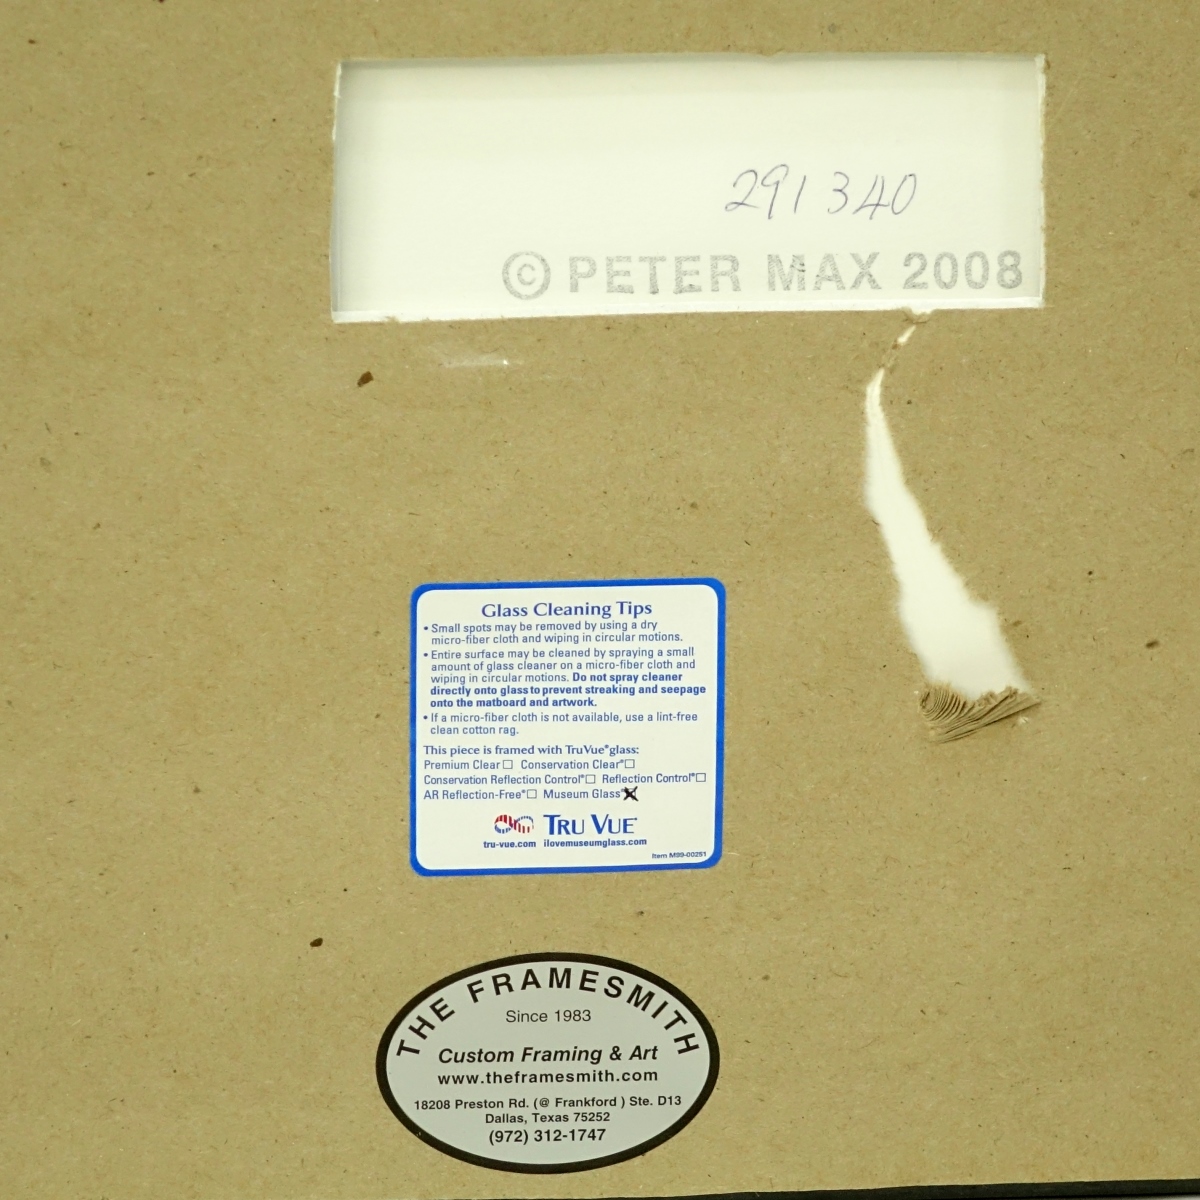 291340
© PETER MAX 2008
Glass Cleaning Tips
• Small spots may be removed by using a dry
micro-fiber cloth and wiping in circular motions.
• Entire surface may be cleaned by spraying a small
amount of glass cleaner on a micro-fiber cloth and
wiping in circular motions. Do not spray cleaner
directly onto glass to prevent streaking and seepage
onto the matboard and artwork.
• If a micro-fiber cloth is not available, use a lint-free
clean cotton rag.
This piece is framed with Tru Vue® glass:
Premium Clear ☐ Conservation Clear® ☐
Conservation Reflection Control® ☐ Reflection Control® ☐
AR Reflection-Free® ☐ Museum Glass® ☒
TRU VUE
tru-vue.com ilovemuseumglass.com
Item M99-00251
THE FRAMESMITH
Since 1983
Custom Framing & Art
www.theframesmith.com
18208 Preston Rd. (@ Frankford ) Ste. D13
Dallas, Texas 75252
(972) 312-1747